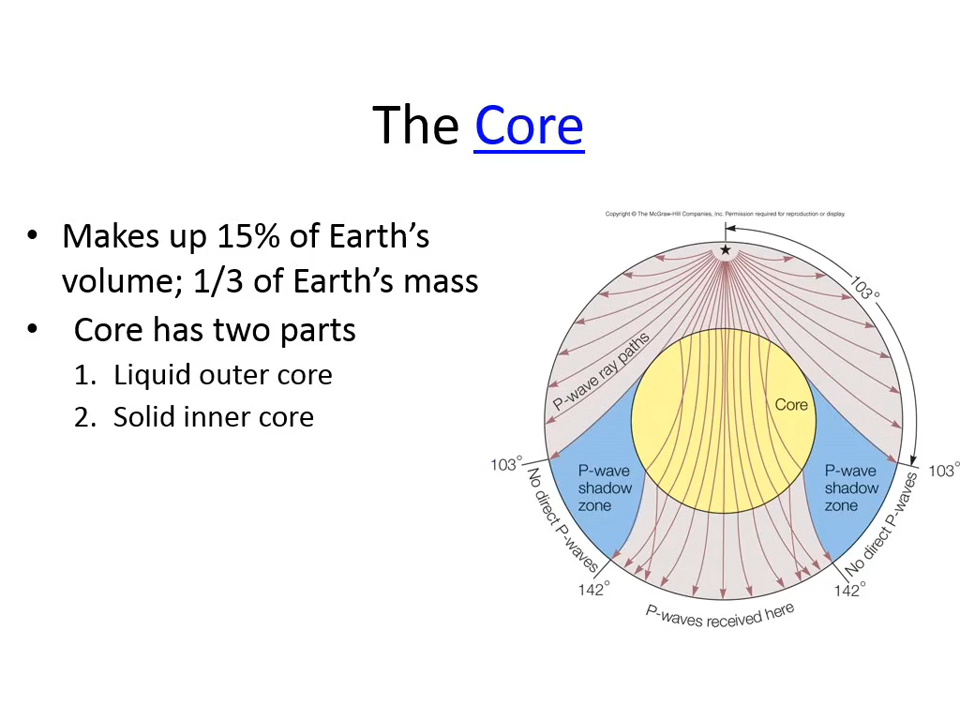 The Core
• Makes up 15% of Earth's
volume; 1/3 of Earth's mass
• Core has two parts
1. Liquid outer core
2. Solid inner core
Copyright © The McGraw-Hill Companies, Inc. Permission required for reproduction or display.
103°
P-wave ray paths
Core
103°
P-wave
shadow
zone
P-wave
shadow
zone
103°
No direct P-waves
No direct P-waves
142°
142°
P-waves received here